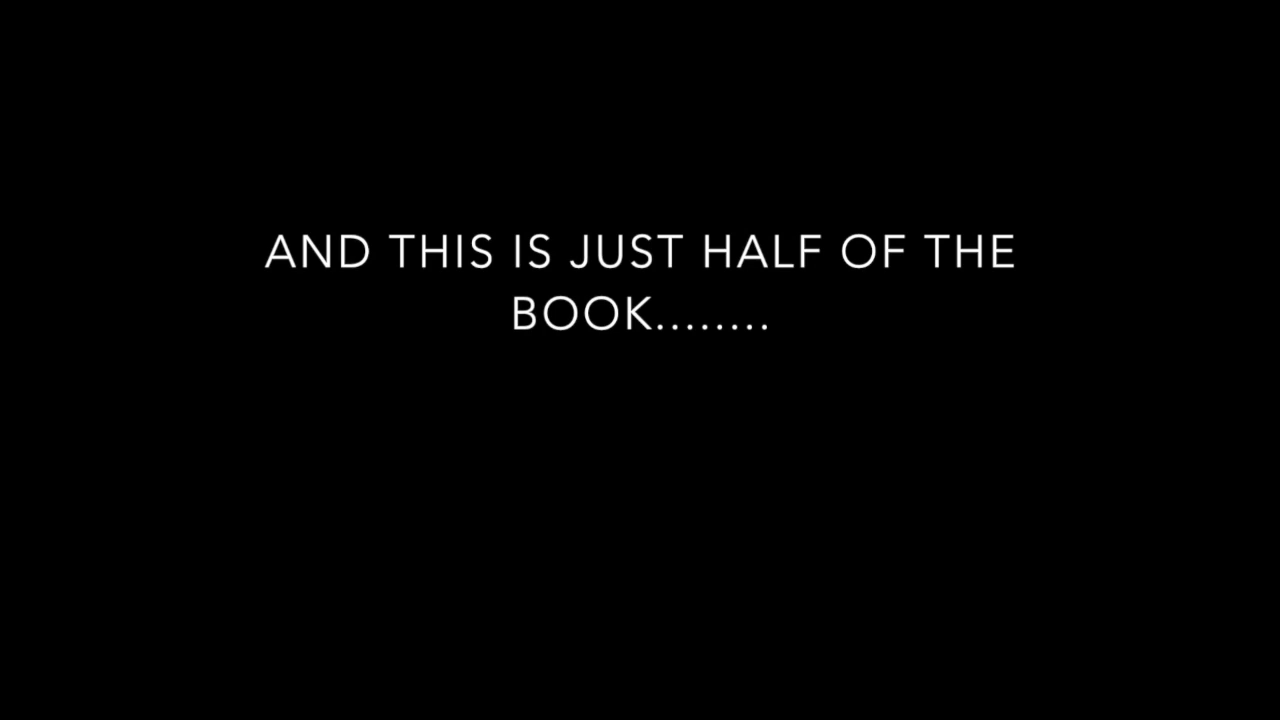 AND THIS IS JUST HALF OF THE
BOOK........